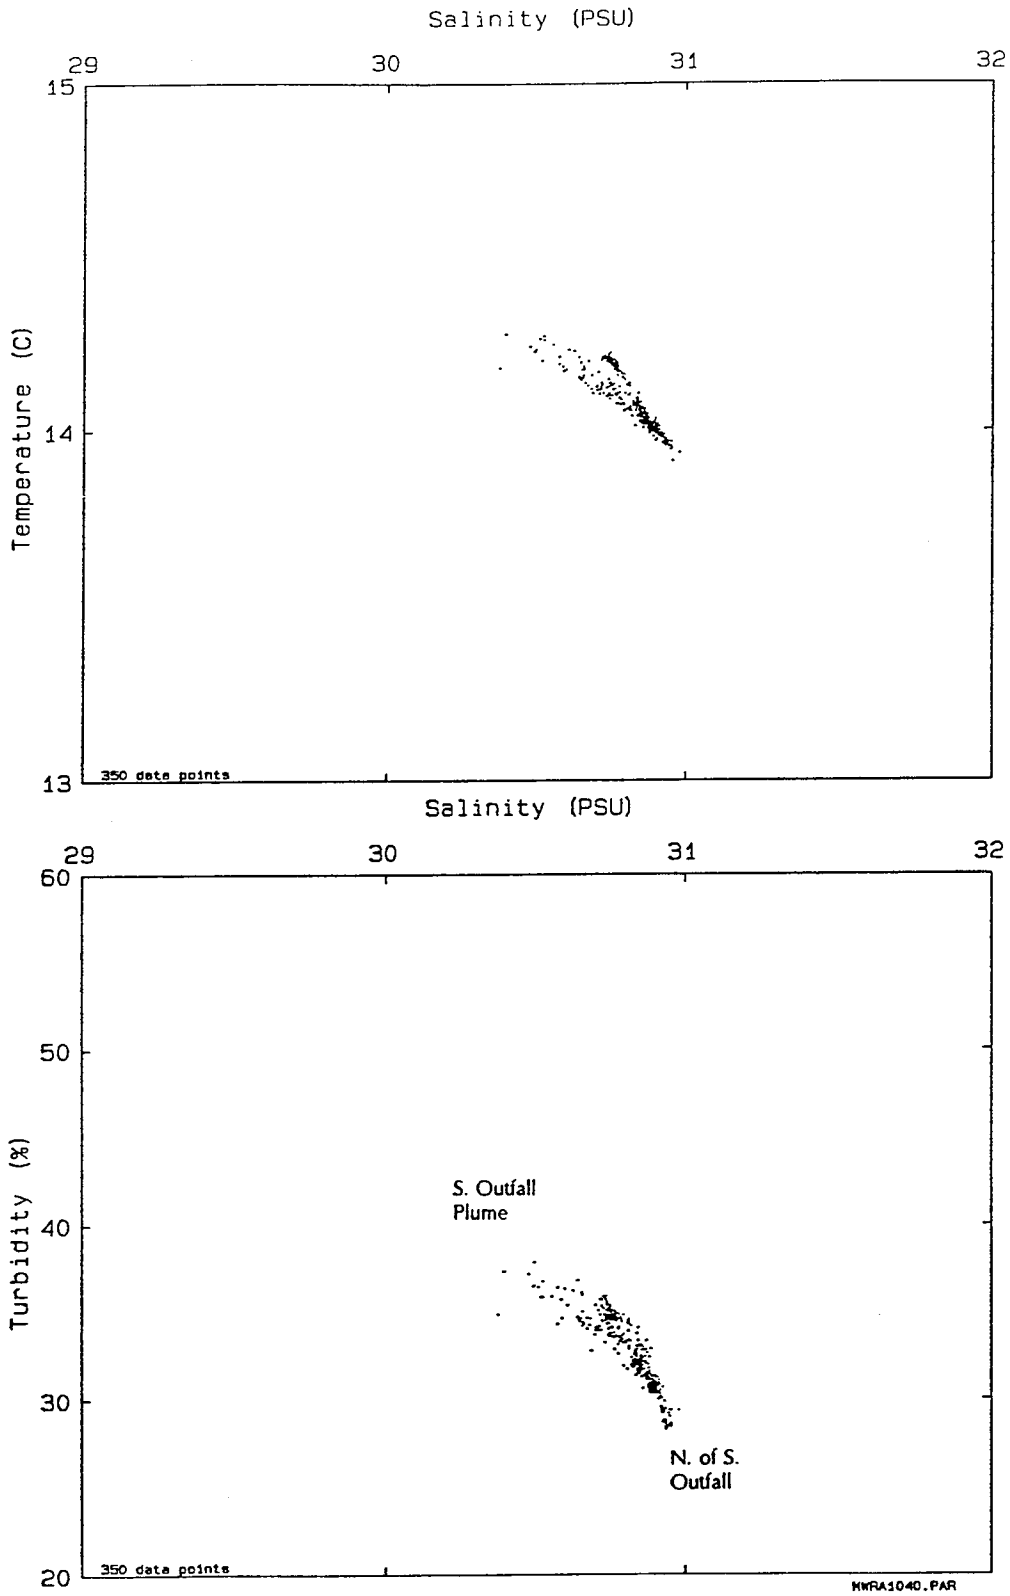 Salinity (PSU)
29 30 31 32
15
Temperature (C)
14
13
350 data points
Salinity (PSU)
29 30 31 32
60
50
Turbidity (%)
S. Outfall
Plume
40
30
N. of S.
Outfall
20
350 data points
MWRA1040.PAR